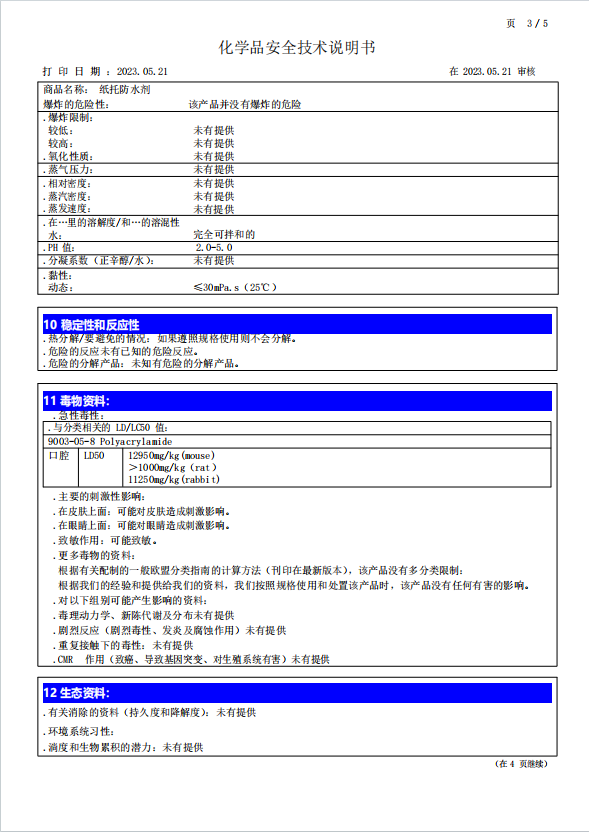 页 3/5
化学品安全技术说明书
打 印 日 期 : 2023.05.21 在 2023.05.21 审核
商品名称: 纸托防水剂
爆炸的危险性: 该产品并没有爆炸的危险
.爆炸限制:
较低: 未有提供
较高: 未有提供
.氧化性质: 未有提供
.蒸气压力: 未有提供
.相对密度: 未有提供
.蒸汽密度: 未有提供
.蒸发速度: 未有提供
.在…里的溶解度/和…的溶混性
水: 完全可拌和的
.PH 值: 2.0-5.0
.分凝系数(正辛醇/水): 未有提供
.黏性:
动态: ≤30mPa.s(25℃)
10 稳定性和反应性
.热分解/要避免的情况: 如果遵照规格使用则不会分解。
.危险的反应未有已知的危险反应。
.危险的分解产品: 未知有危险的分解产品。
11 毒物资料:
.急性毒性:
.与分类相关的 LD/LC50 值:
9003-05-8 Polyacrylamide
口腔 LD50 12950mg/kg(mouse)
>1000mg/kg(rat)
11250mg/kg(rabbit)
.主要的刺激性影响:
.在皮肤上面: 可能对皮肤造成刺激影响。
.在眼睛上面: 可能对眼睛造成刺激影响。
.致敏作用: 可能致敏。
.更多毒物的资料:
根据有关配制的一般欧盟分类指南的计算方法(刊印在最新版本), 该产品没有多分类限制:
根据我们的经验和提供给我们的资料, 我们按照规格使用和处置该产品时, 该产品没有任何有害的影响。
.对以下组别可能产生影响的资料:
.毒理动力学、新陈代谢及分布未有提供
.剧烈反应(剧烈毒性、发炎及腐蚀作用)未有提供
.重复接触下的毒性: 未有提供
.CMR 作用(致癌、导致基因突变、对生殖系统有害)未有提供
12 生态资料:
.有关消除的资料(持久度和降解度): 未有提供
.环境系统习性:
.淌度和生物累积的潜力; 未有提供
(在 4 页继续)